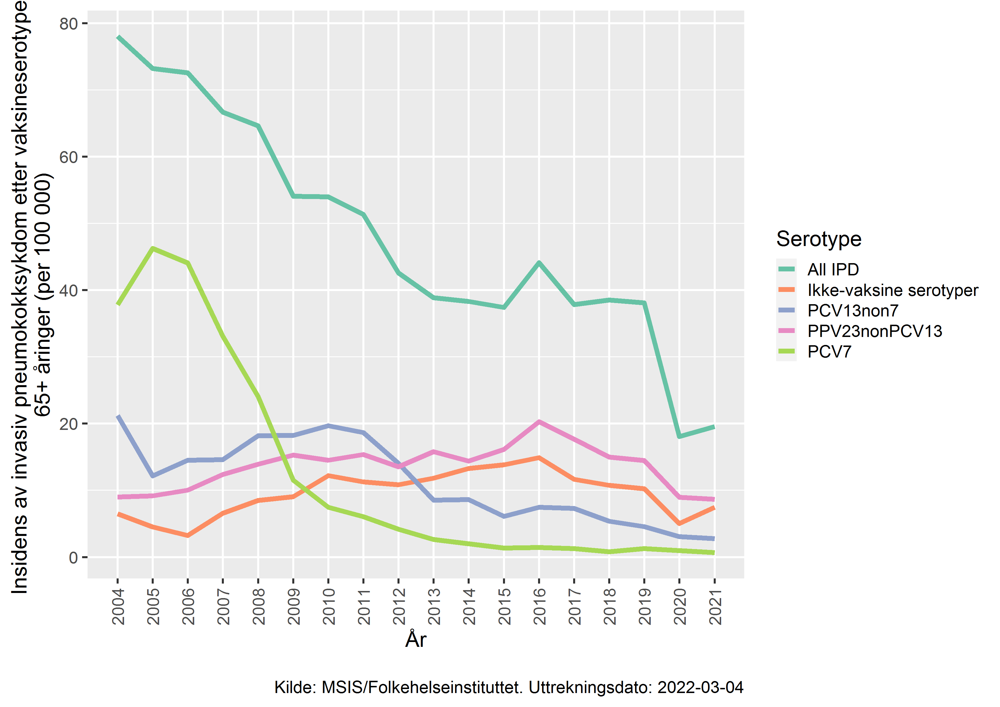 Insidens av invasiv pneumokokksykdom etter vaksineserotype
65+ åringer (per 100 000)
80
60
40
20
0
2004
2005
2006
2007
2008
2009
2010
2011
2012
2013
2014
2015
2016
2017
2018
2019
2020
2021
År
Serotype
All IPD
Ikke-vaksine serotyper
PCV13non7
PPV23nonPCV13
PCV7
Kilde: MSIS/Folkehelseinstituttet. Uttrekningsdato: 2022-03-04